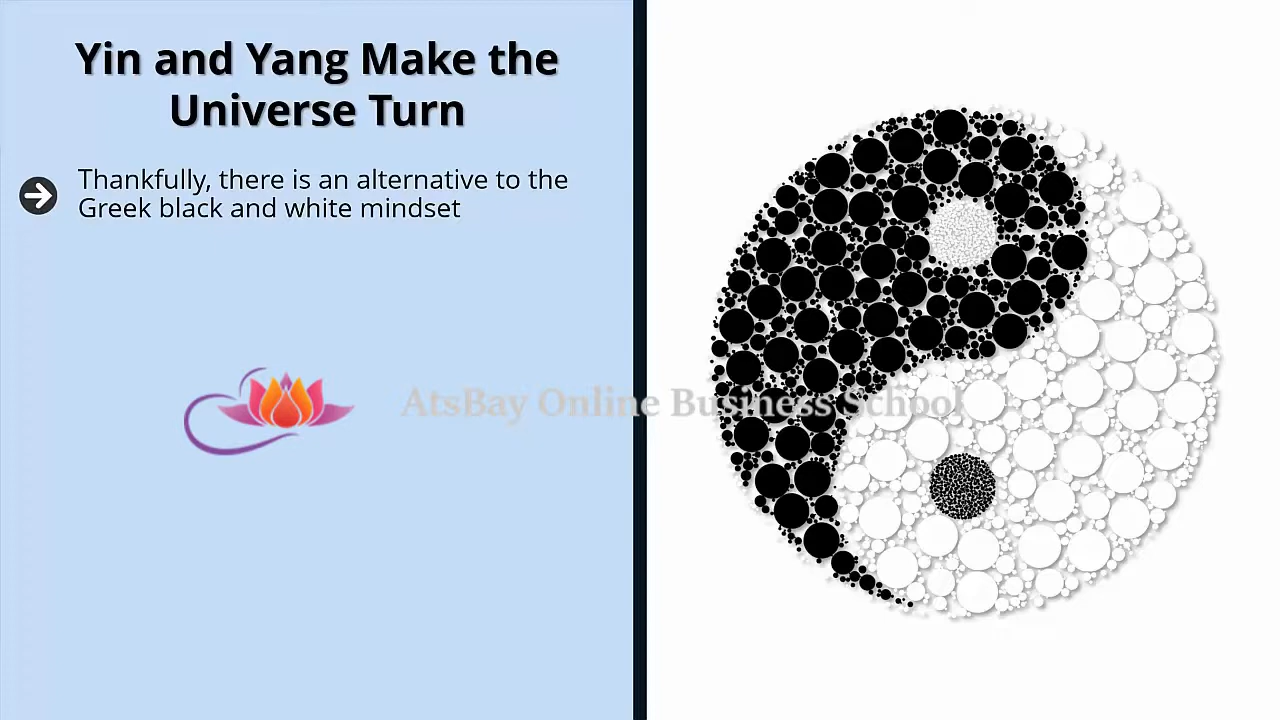 Yin and Yang Make the
Universe Turn
Thankfully, there is an alternative to the
Greek black and white mindset
AtsBay Online Business School